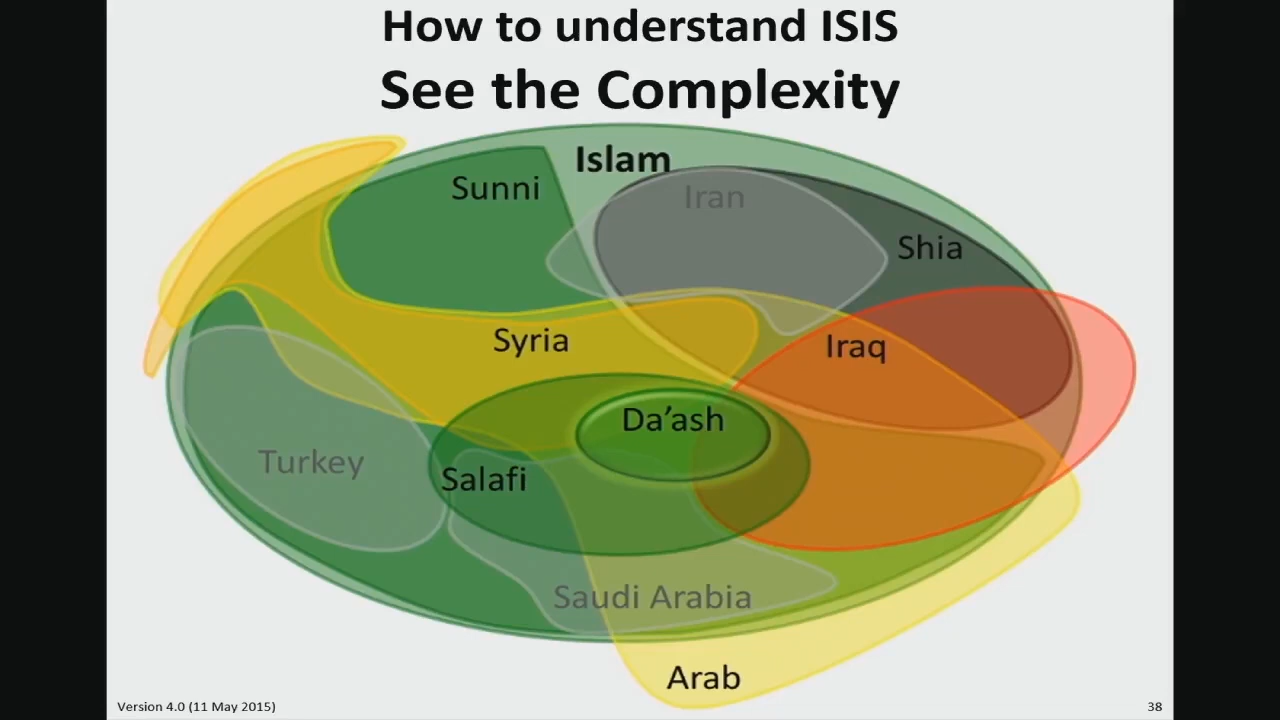 How to understand ISIS
See the Complexity
Islam
Sunni
Iran
Shia
Syria
Iraq
Da’ash
Turkey
Salafi
Saudi Arabia
Arab
Version 4.0 (11 May 2015)
38